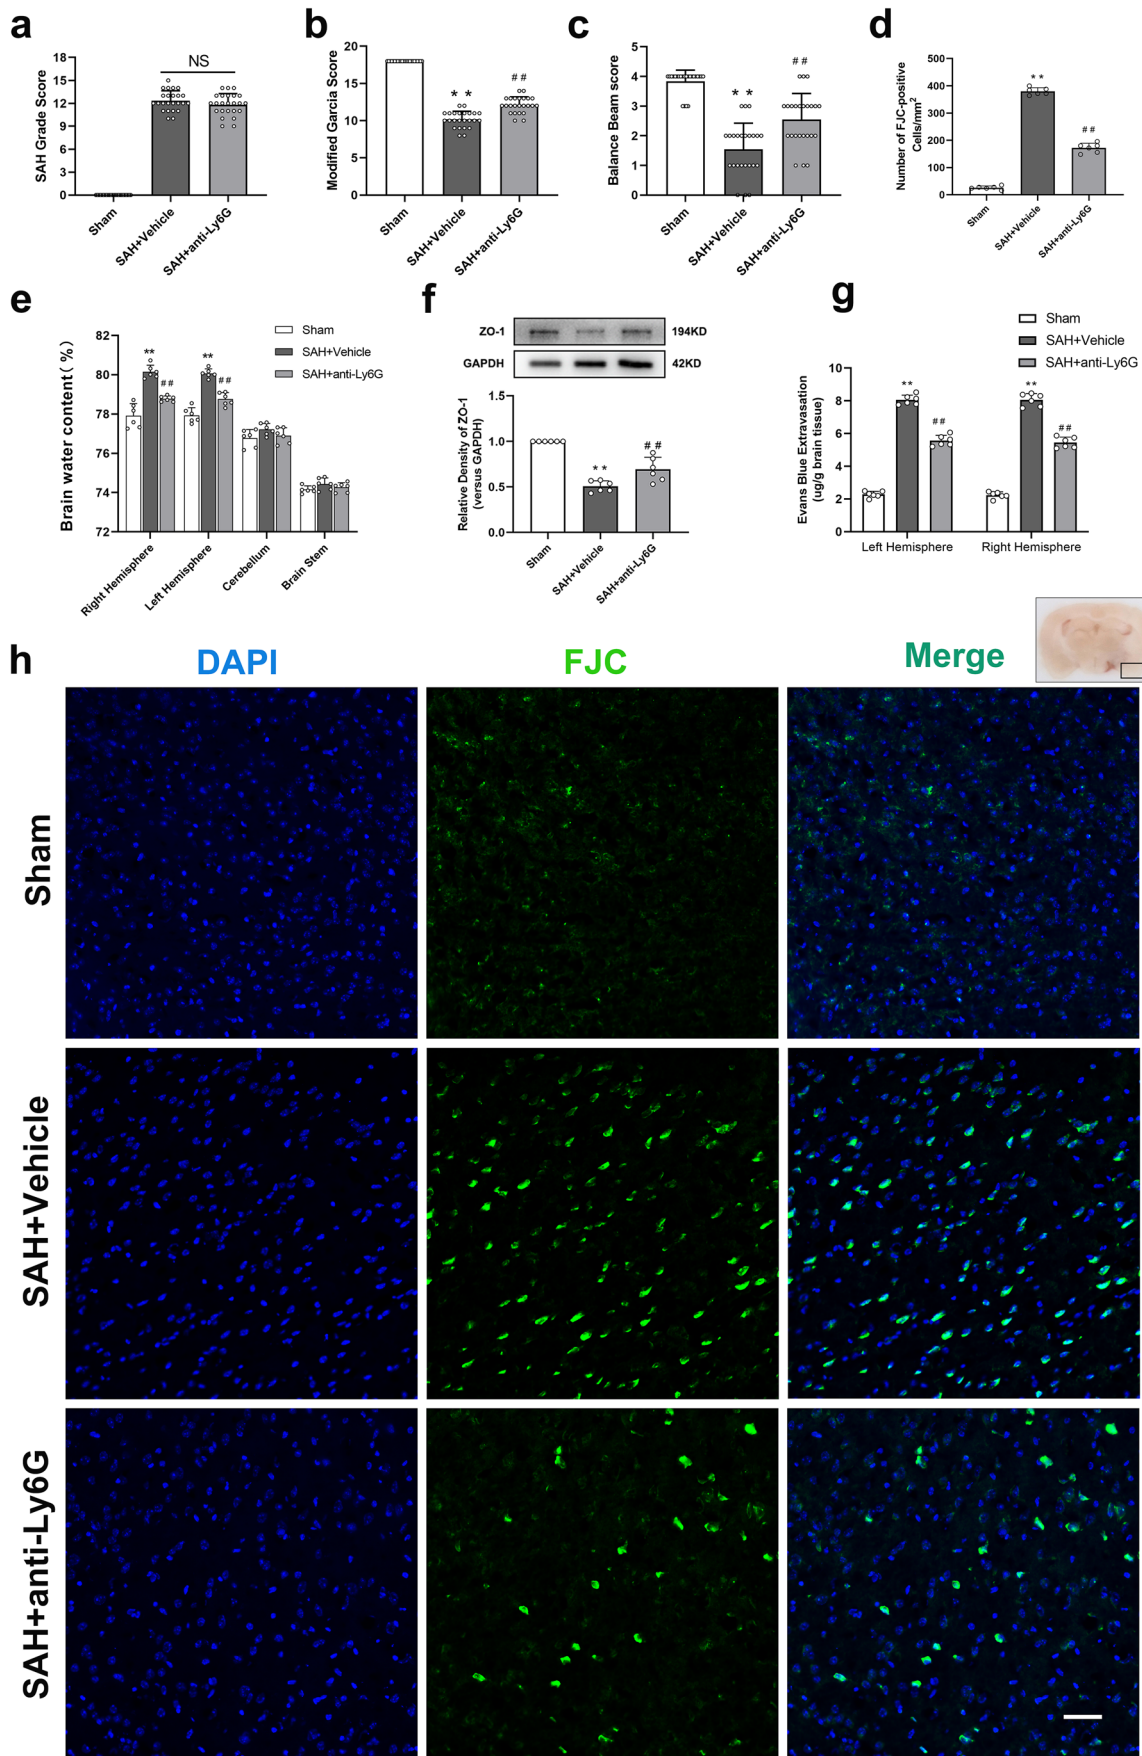 a
SAH Grade Score
18
15
12
9
6
3
0
NS
Sham
SAH+Vehicle
SAH+anti-Ly6G
b
Modified Garcia Score
20
15
10
5
0
* *
##
Sham
SAH+Vehicle
SAH+anti-Ly6G
c
Balance Beam score
5
4
3
2
1
0
* *
##
Sham
SAH+Vehicle
SAH+anti-Ly6G
d
Number of FJC-positive
Cells/mm2
500
400
300
200
100
0
**
##
Sham
SAH+Vehicle
SAH+anti-Ly6G
e
Brain water content(%)
82
80
78
76
74
72
**
##
**
##
Sham
SAH+Vehicle
SAH+anti-Ly6G
Right Hemisphere
Left Hemisphere
Cerebellum
Brain Stem
f
ZO-1
194KD
GAPDH
42KD
Relative Density of ZO-1
(versus GAPDH)
1.5
1.0
0.5
0.0
**
##
Sham
SAH+Vehicle
SAH+anti-Ly6G
g
Sham
SAH+Vehicle
SAH+anti-Ly6G
Evans Blue Extravasation
(ug/g brain tissue)
10
8
6
4
2
0
**
##
**
##
Left Hemisphere
Right Hemisphere
h
DAPI
FJC
Merge
Sham
SAH+Vehicle
SAH+anti-Ly6G